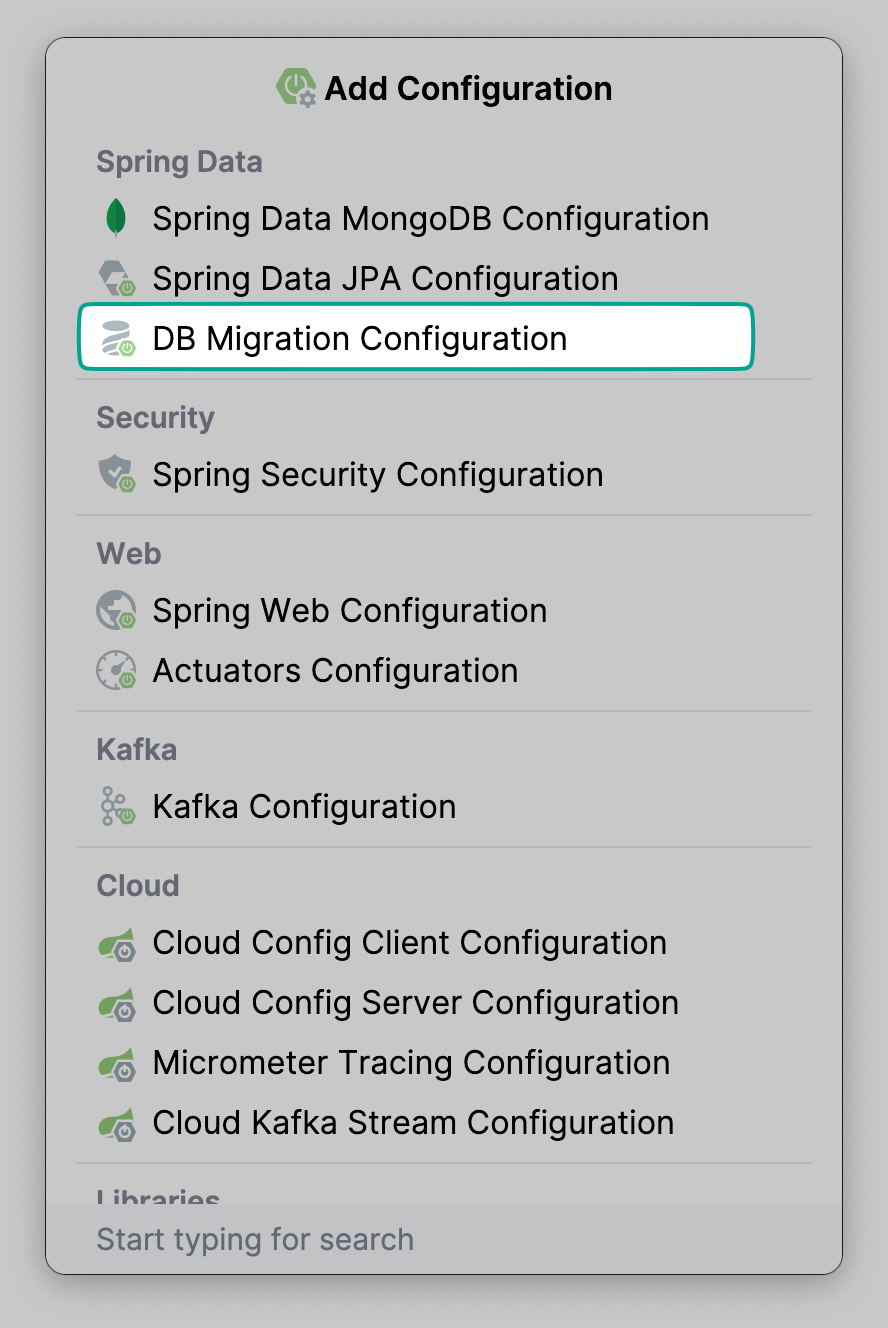 Add Configuration
Spring Data
Spring Data MongoDB Configuration
Spring Data JPA Configuration
DB Migration Configuration
Security
Spring Security Configuration
Web
Spring Web Configuration
Actuators Configuration
Kafka
Kafka Configuration
Cloud
Cloud Config Client Configuration
Cloud Config Server Configuration
Micrometer Tracing Configuration
Cloud Kafka Stream Configuration
Libraries
Start typing for search